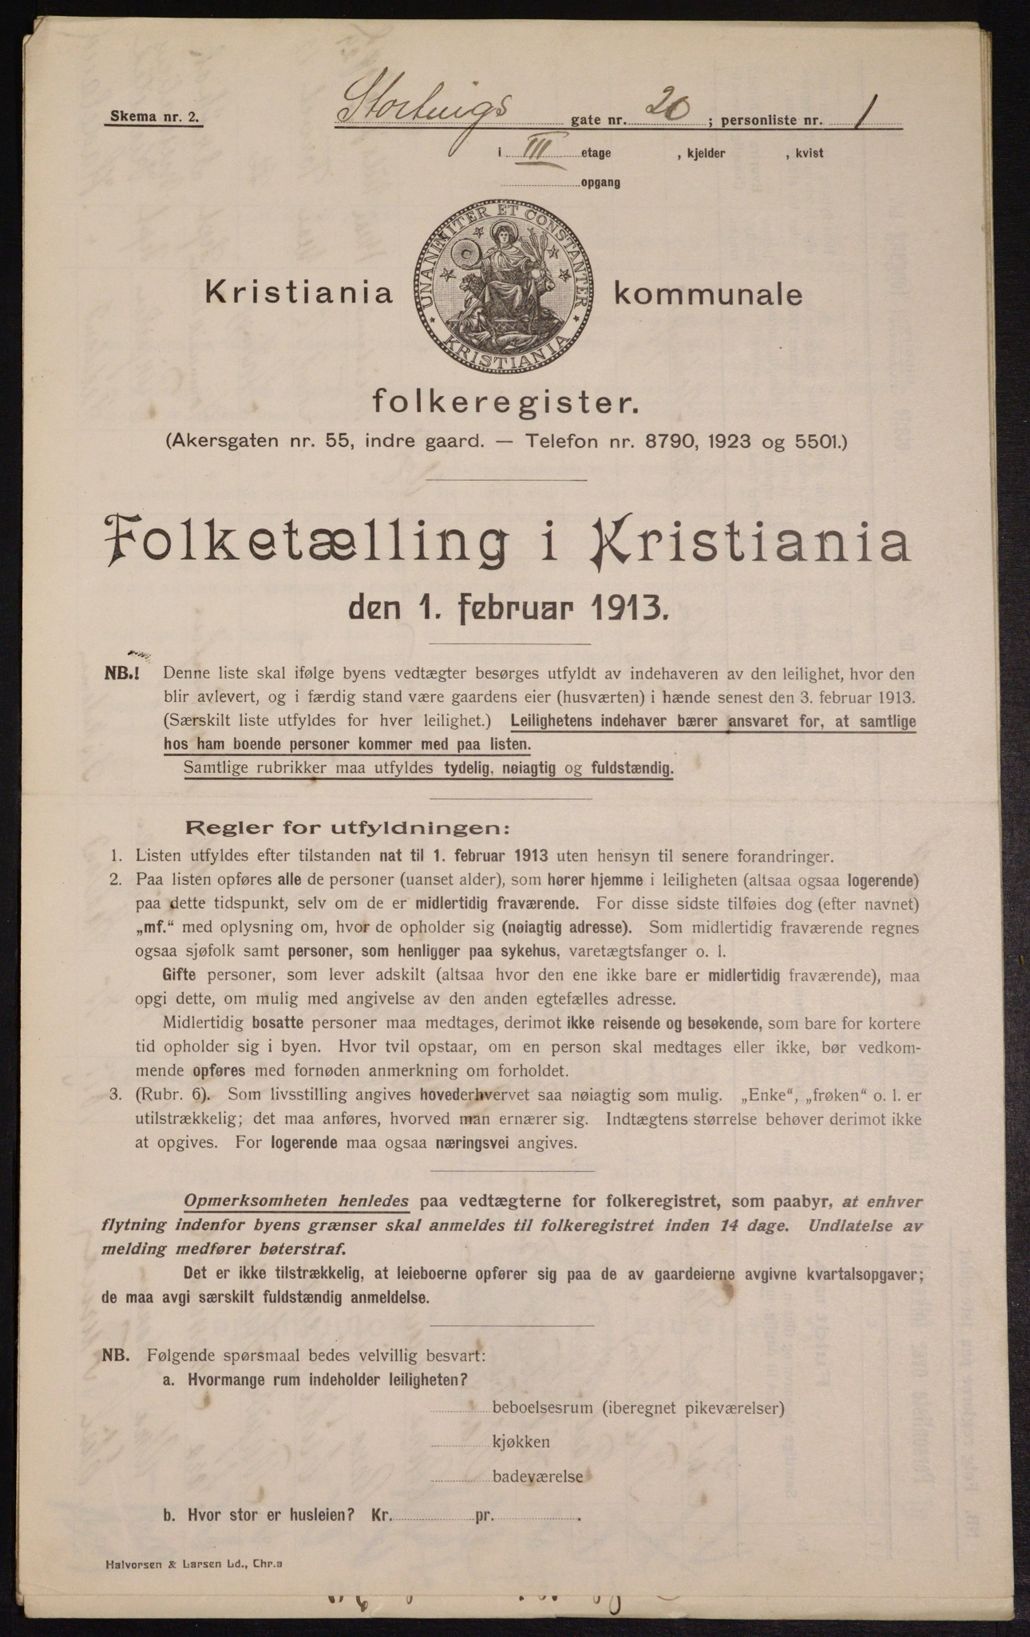 Skema nr. 2.
Stortings gate nr. 20 ; personliste nr. 1
i III etage , kjelder , kvist
opgang
UNANIMITER ET CONSTANTER
KRISTIANIA
Kristiania kommunale
folkeregister.
(Akersgaten nr. 55, indre gaard. — Telefon nr. 8790, 1923 og 5501.)
Folketælling i Kristiania
den 1. februar 1913.
NB.! Denne liste skal ifølge byens vedtægter besørges utfyldt av indehaveren av den leilighet, hvor den
blir avlevert, og i færdig stand være gaardens eier (husværten) i hænde senest den 3. februar 1913.
(Særskilt liste utfyldes for hver leilighet.) Leilighetens indehaver bærer ansvaret for, at samtlige
hos ham boende personer kommer med paa listen.
Samtlige rubrikker maa utfyldes tydelig, nøiagtig og fuldstændig.
Regler for utfyldningen:
1. Listen utfyldes efter tilstanden nat til 1. februar 1913 uten hensyn til senere forandringer.
2. Paa listen opføres alle de personer (uanset alder), som hører hjemme i leiligheten (altsaa ogsaa logerende)
paa dette tidspunkt, selv om de er midlertidig fraværende. For disse sidste tilføies dog (efter navnet)
„mf.“ med oplysning om, hvor de opholder sig (nøiagtig adresse). Som midlertidig fraværende regnes
ogsaa sjøfolk samt personer, som henligger paa sykehus, varetægtsfanger o. l.
Gifte personer, som lever adskilt (altsaa hvor den ene ikke bare er midlertidig fraværende), maa
opgi dette, om mulig med angivelse av den anden egtefælles adresse.
Midlertidig bosatte personer maa medtages, derimot ikke reisende og besøkende, som bare for kortere
tid opholder sig i byen. Hvor tvil opstaar, om en person skal medtages eller ikke, bør vedkom-
mende opføres med fornøden anmerkning om forholdet.
3. (Rubr. 6). Som livsstilling angives hovederhvervet saa nøiagtig som mulig. „Enke“, „frøken“ o. l. er
utilstrækkelig; det maa anføres, hvorved man ernærer sig. Indtægtens størrelse behøver derimot ikke
at opgives. For logerende maa ogsaa næringsvei angives.
Opmerksomheten henledes paa vedtægterne for folkeregistret, som paabyr, at enhver
flytning indenfor byens grænser skal anmeldes til folkeregistret inden 14 dage. Undlatelse av
melding medfører bøterstraf.
Det er ikke tilstrækkelig, at leieboerne opfører sig paa de av gaardeierne avgivne kvartalsopgaver;
de maa avgi særskilt fuldstændig anmeldelse.
NB. Følgende spørsmaal bedes velvillig besvart:
a. Hvormange rum indeholder leiligheten?
beboelsesrum (iberegnet pikeværelser)
kjøkken
badeværelse
b. Hvor stor er husleien? Kr. pr. .
Halvorsen & Larsen Ld., Chr.a